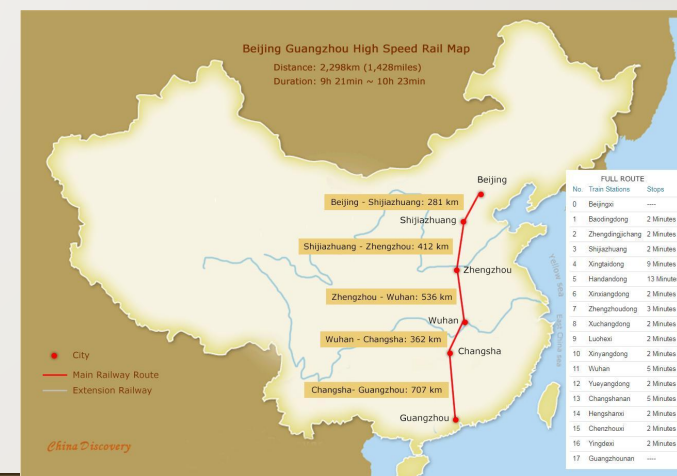 Beijing Guangzhou High Speed Rail Map
Distance: 2,298km (1,428miles)
Duration: 9h 21min ~ 10h 23min
Beijing
Beijing - Shijiazhuang: 281 km
Shijiazhuang
Shijiazhuang - Zhengzhou: 412 km
Zhengzhou
Zhengzhou - Wuhan: 536 km
Wuhan
Wuhan - Changsha: 362 km
Changsha
Changsha- Guangzhou: 707 km
Guangzhou
Yellow Sea
East China Sea
City
Main Railway Route
Extension Railway
ChinaDiscovery
FULL ROUTE
No. Train Stations Stops
0 Beijingxi ----
1 Baodingdong 2 Minutes
2 Zhengdingjichang 2 Minutes
3 Shijiazhuang 2 Minutes
4 Xingtaidong 9 Minutes
5 Handandong 13 Minute
6 Xinxiangdong 2 Minutes
7 Zhengzhoudong 3 Minutes
8 Xuchangdong 2 Minutes
9 Luohexi 2 Minutes
10 Xinyangdong 2 Minutes
11 Wuhan 5 Minutes
12 Yueyangdong 2 Minutes
13 Changshanan 5 Minutes
14 Hengshanxi 2 Minutes
15 Chenzhouxi 2 Minutes
16 Yingdexi 2 Minutes
17 Guangzhounan ----